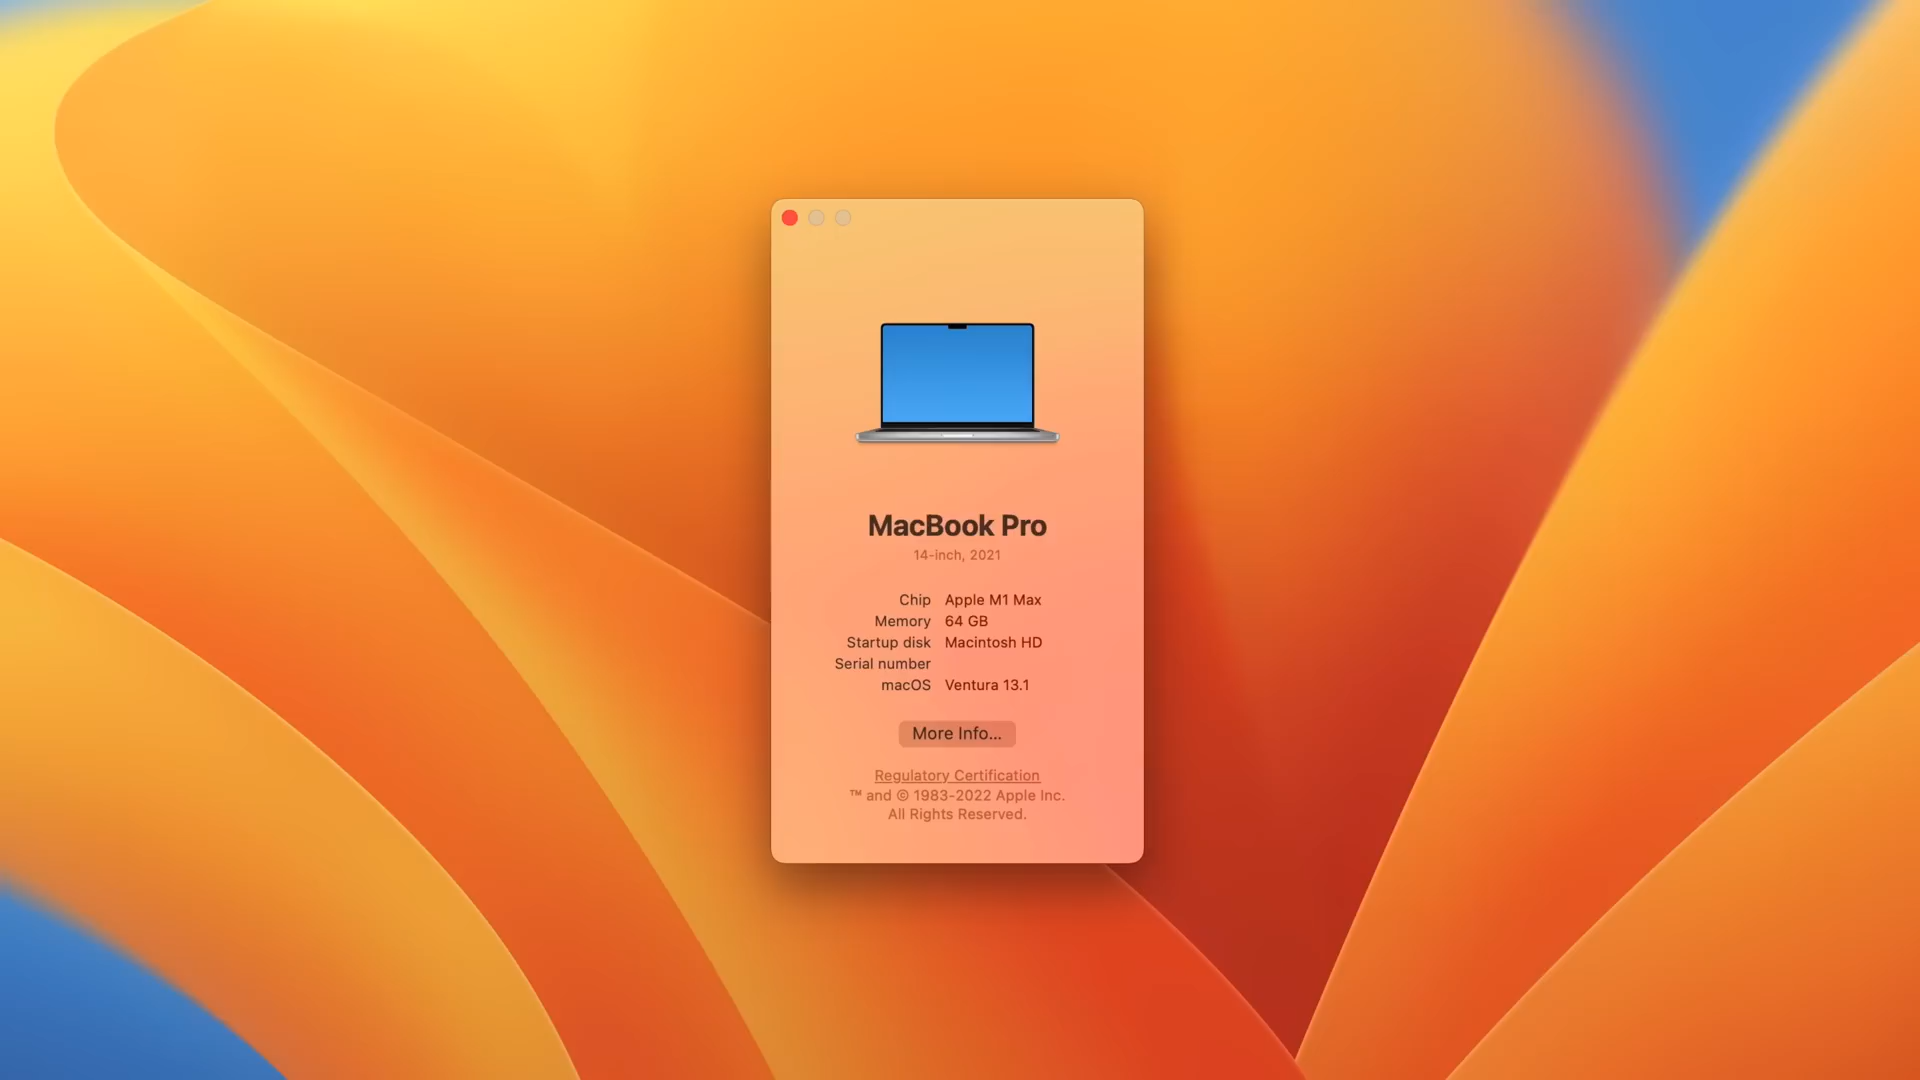 MacBook Pro
14-inch, 2021
Chip Apple M1 Max
Memory 64 GB
Startup disk Macintosh HD
Serial number
macOS Ventura 13.1
More Info...
Regulatory Certification
™ and © 1983-2022 Apple Inc.
All Rights Reserved.